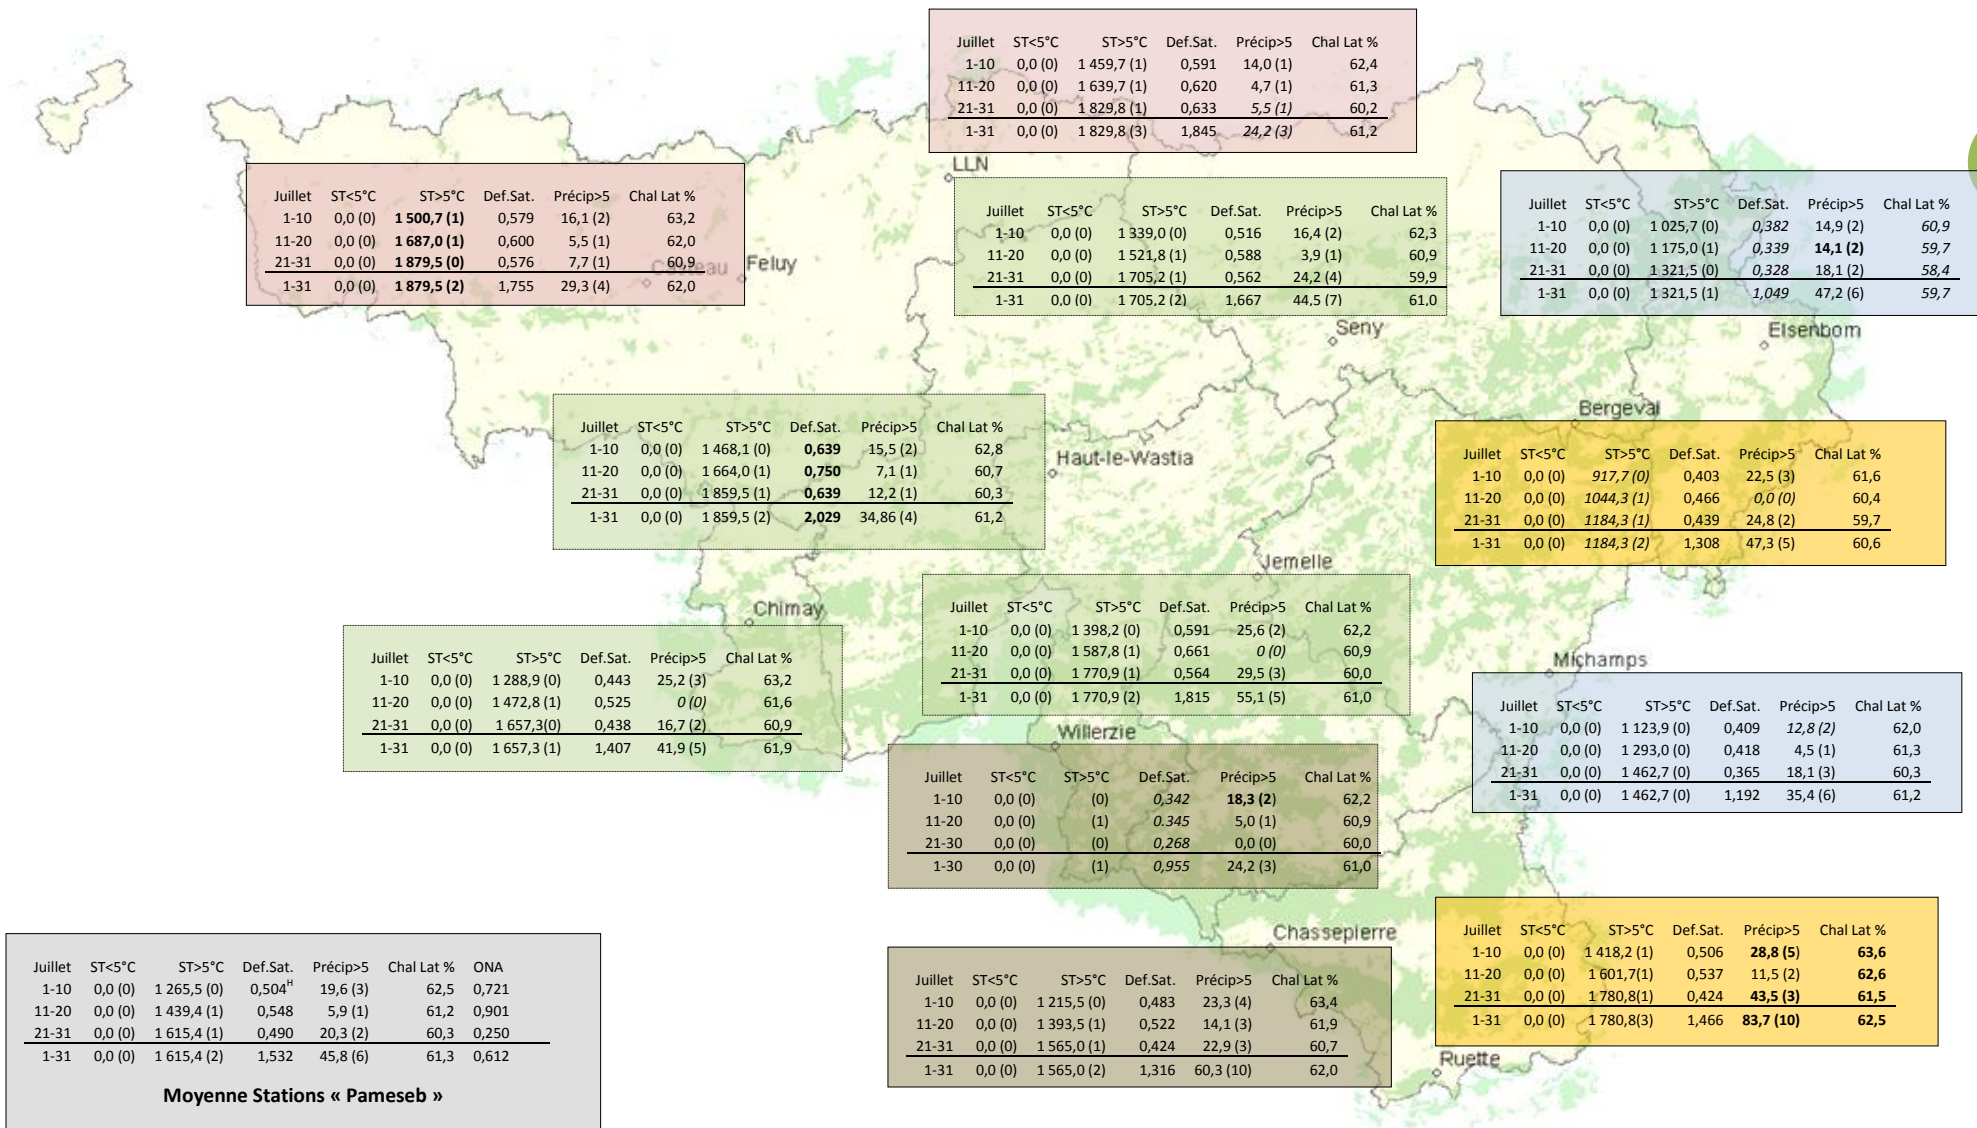 Juillet ST<5°C ST>5°C Def.Sat. Précip>5 Chal Lat %
1-10 0,0 (0) 1 459,7 (1) 0,591 14,0 (1) 62,4
11-20 0,0 (0) 1 639,7 (1) 0,620 4,7 (1) 61,3
21-31 0,0 (0) 1 829,8 (1) 0,633 5,5 (1) 60,2
1-31 0,0 (0) 1 829,8 (3) 1,845 24,2 (3) 61,2
LLN
Juillet ST<5°C ST>5°C Def.Sat. Précip>5 Chal Lat %
1-10 0,0 (0) 1 500,7 (1) 0,579 16,1 (2) 63,2
11-20 0,0 (0) 1 687,0 (1) 0,600 5,5 (1) 62,0
21-31 0,0 (0) 1 879,5 (0) 0,576 7,7 (1) 60,9
1-31 0,0 (0) 1 879,5 (2) 1,755 29,3 (4) 62,0
Casteau Feluy
Juillet ST<5°C ST>5°C Def.Sat. Précip>5 Chal Lat %
1-10 0,0 (0) 1 339,0 (0) 0,516 16,4 (2) 62,3
11-20 0,0 (0) 1 521,8 (1) 0,588 3,9 (1) 60,9
21-31 0,0 (0) 1 705,2 (1) 0,562 24,2 (4) 59,9
1-31 0,0 (0) 1 705,2 (2) 1,667 44,5 (7) 61,0
Seny
Juillet ST<5°C ST>5°C Def.Sat. Précip>5 Chal Lat %
1-10 0,0 (0) 1 025,7 (0) 0,382 14,9 (2) 60,9
11-20 0,0 (0) 1 175,0 (1) 0,339 14,1 (2) 59,7
21-31 0,0 (0) 1 321,5 (0) 0,328 18,1 (2) 58,4
1-31 0,0 (0) 1 321,5 (1) 1,049 47,2 (6) 59,7
Elsenborn
Juillet ST<5°C ST>5°C Def.Sat. Précip>5 Chal Lat %
1-10 0,0 (0) 1 468,1 (0) 0,639 15,5 (2) 62,8
11-20 0,0 (0) 1 664,0 (1) 0,750 7,1 (1) 60,7
21-31 0,0 (0) 1 859,5 (1) 0,639 12,2 (1) 60,3
1-31 0,0 (0) 1 859,5 (2) 2,029 34,86 (4) 61,2
Haut-le-Wastia
Bergeval
Juillet ST<5°C ST>5°C Def.Sat. Précip>5 Chal Lat %
1-10 0,0 (0) 917,7 (0) 0,403 22,5 (3) 61,6
11-20 0,0 (0) 1044,3 (1) 0,466 0,0 (0) 60,4
21-31 0,0 (0) 1184,3 (1) 0,439 24,8 (2) 59,7
1-31 0,0 (0) 1184,3 (2) 1,308 47,3 (5) 60,6
Jemelle
Juillet ST<5°C ST>5°C Def.Sat. Précip>5 Chal Lat %
1-10 0,0 (0) 1 398,2 (0) 0,591 25,6 (2) 62,2
11-20 0,0 (0) 1 587,8 (1) 0,661 0 (0) 60,9
21-31 0,0 (0) 1 770,9 (1) 0,564 29,5 (3) 60,0
1-31 0,0 (0) 1 770,9 (2) 1,815 55,1 (5) 61,0
Chimay
Juillet ST<5°C ST>5°C Def.Sat. Précip>5 Chal Lat %
1-10 0,0 (0) 1 288,9 (0) 0,443 25,2 (3) 63,2
11-20 0,0 (0) 1 472,8 (1) 0,525 0 (0) 61,6
21-31 0,0 (0) 1 657,3(0) 0,438 16,7 (2) 60,9
1-31 0,0 (0) 1 657,3 (1) 1,407 41,9 (5) 61,9
Michamps
Juillet ST<5°C ST>5°C Def.Sat. Précip>5 Chal Lat %
1-10 0,0 (0) 1 123,9 (0) 0,409 12,8 (2) 62,0
11-20 0,0 (0) 1 293,0 (0) 0,418 4,5 (1) 61,3
21-31 0,0 (0) 1 462,7 (0) 0,365 18,1 (3) 60,3
1-31 0,0 (0) 1 462,7 (0) 1,192 35,4 (6) 61,2
Willerzie
Juillet ST<5°C ST>5°C Def.Sat. Précip>5 Chal Lat %
1-10 0,0 (0) (0) 0,342 18,3 (2) 62,2
11-20 0,0 (0) (1) 0.345 5,0 (1) 60,9
21-30 0,0 (0) (0) 0,268 0,0 (0) 60,0
1-30 0,0 (0) (1) 0,955 24,2 (3) 61,0
Chassepierre
Juillet ST<5°C ST>5°C Def.Sat. Précip>5 Chal Lat %
1-10 0,0 (0) 1 215,5 (0) 0,483 23,3 (4) 63,4
11-20 0,0 (0) 1 393,5 (1) 0,522 14,1 (3) 61,9
21-31 0,0 (0) 1 565,0 (1) 0,424 22,9 (3) 60,7
1-31 0,0 (0) 1 565,0 (2) 1,316 60,3 (10) 62,0
Juillet ST<5°C ST>5°C Def.Sat. Précip>5 Chal Lat %
1-10 0,0 (0) 1 418,2 (1) 0,506 28,8 (5) 63,6
11-20 0,0 (0) 1 601,7(1) 0,537 11,5 (2) 62,6
21-31 0,0 (0) 1 780,8(1) 0,424 43,5 (3) 61,5
1-31 0,0 (0) 1 780,8(3) 1,466 83,7 (10) 62,5
Ruette
Juillet ST<5°C ST>5°C Def.Sat. Précip>5 Chal Lat % ONA
1-10 0,0 (0) 1 265,5 (0) 0,504ᴴ 19,6 (3) 62,5 0,721
11-20 0,0 (0) 1 439,4 (1) 0,548 5,9 (1) 61,2 0,901
21-31 0,0 (0) 1 615,4 (1) 0,490 20,3 (2) 60,3 0,250
1-31 0,0 (0) 1 615,4 (2) 1,532 45,8 (6) 61,3 0,612
Moyenne Stations « Pameseb »